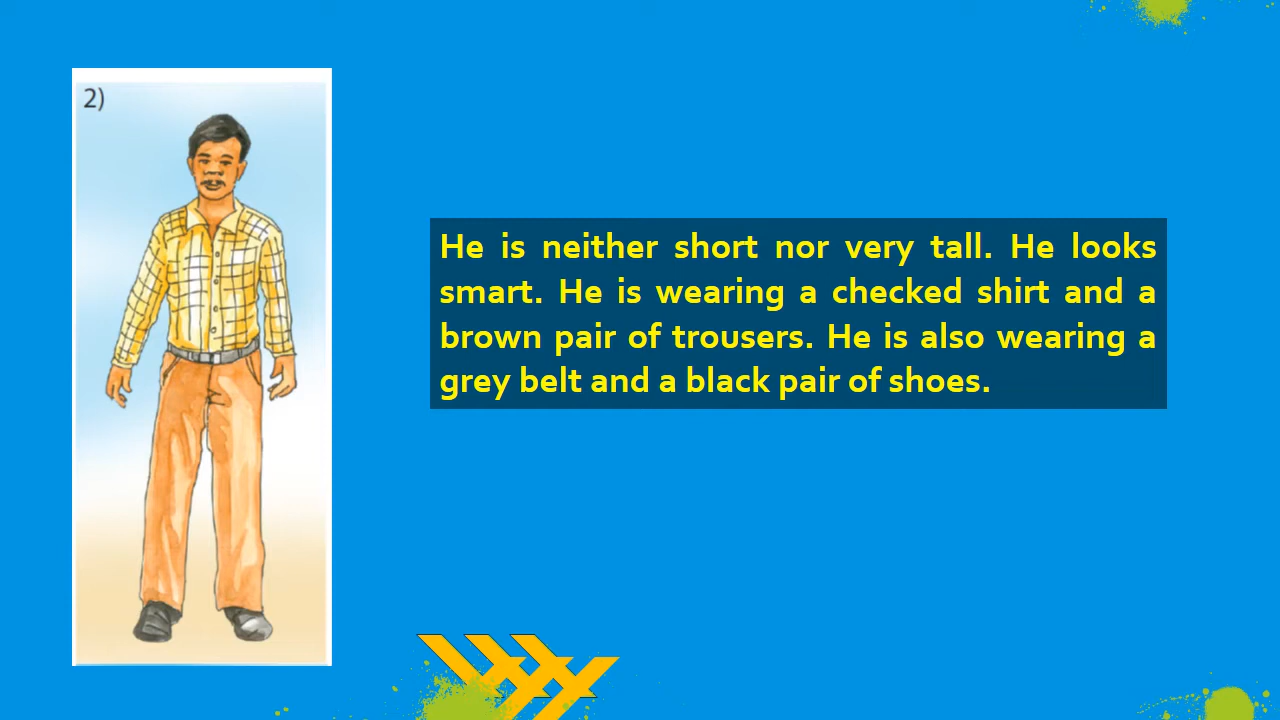 2)
He is neither short nor very tall. He looks
smart. He is wearing a checked shirt and a
brown pair of trousers. He is also wearing a
grey belt and a black pair of shoes.